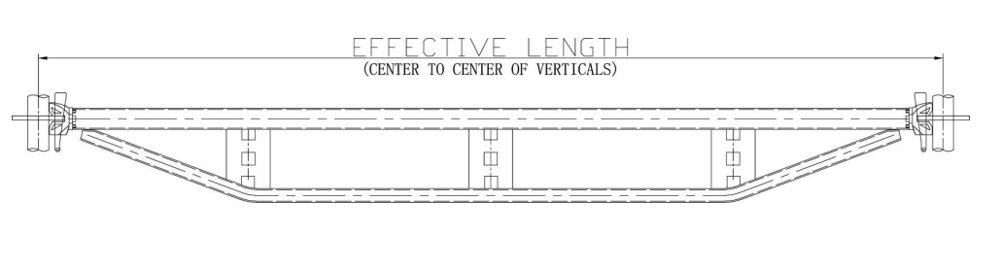 EFFECTIVE LENGTH
(CENTER TO CENTER OF VERTICALS)